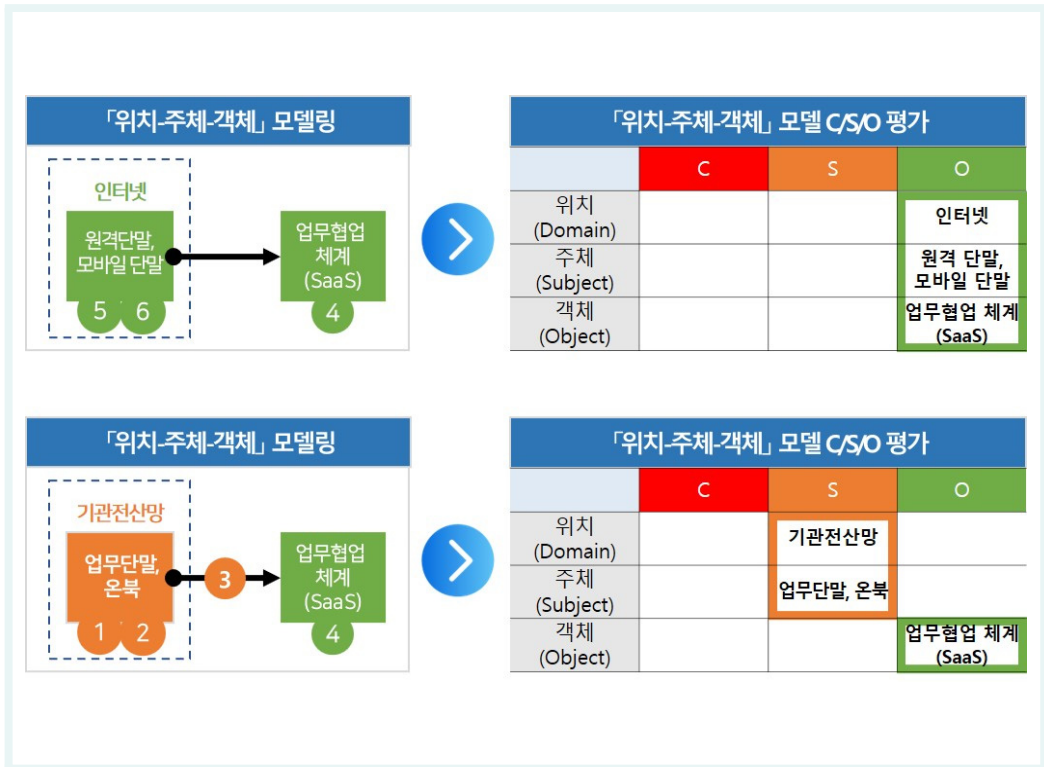 「위치-주체-객체」 모델링
인터넷
원격단말,
모바일 단말
5 6
업무협업
체계
(SaaS)
4
「위치-주체-객체」 모델 C/S/O 평가
C S O
위치
(Domain)
인터넷
주체
(Subject)
원격 단말,
모바일 단말
객체
(Object)
업무협업 체계
(SaaS)
「위치-주체-객체」 모델링
기관전산망
업무단말,
온북
1 2
3
업무협업
체계
(SaaS)
4
「위치-주체-객체」 모델 C/S/O 평가
C S O
위치
(Domain)
기관전산망
주체
(Subject)
업무단말, 온북
객체
(Object)
업무협업 체계
(SaaS)